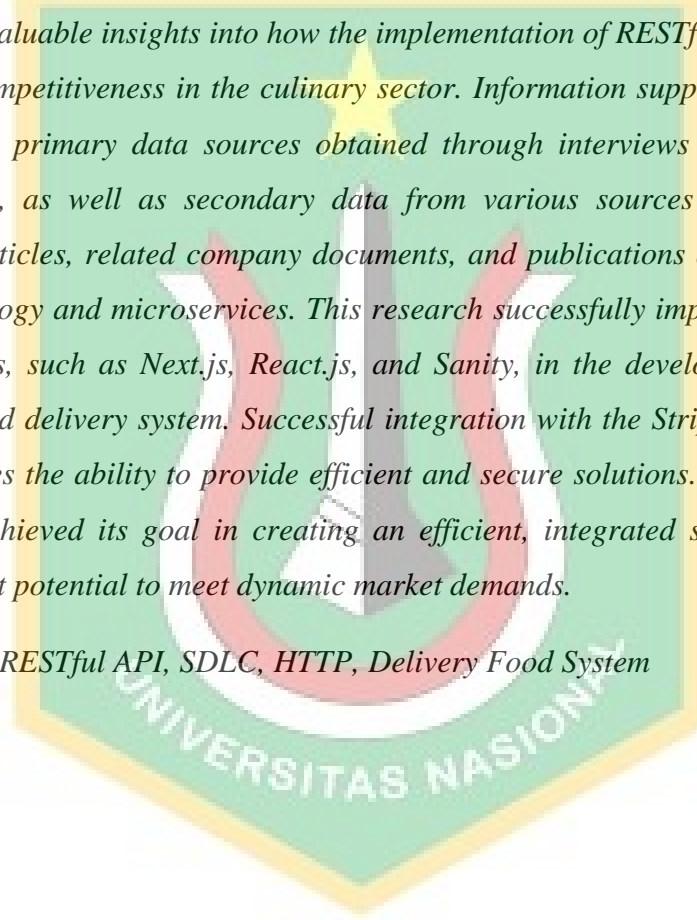 aluable insights into how the implementation of RESTf
mpetitiveness in the culinary sector. Information supp
primary data sources obtained through interviews
, as well as secondary data from various sources
ticles, related company documents, and publications
ogy and microservices. This research successfully imp
s, such as Next.js, React.js, and Sanity, in the develo
d delivery system. Successful integration with the Stri
es the ability to provide efficient and secure solutions.
hieved its goal in creating an efficient, integrated s
t potential to meet dynamic market demands.
RESTful API, SDLC, HTTP, Delivery Food System
UNIVERSITAS NASIONAL